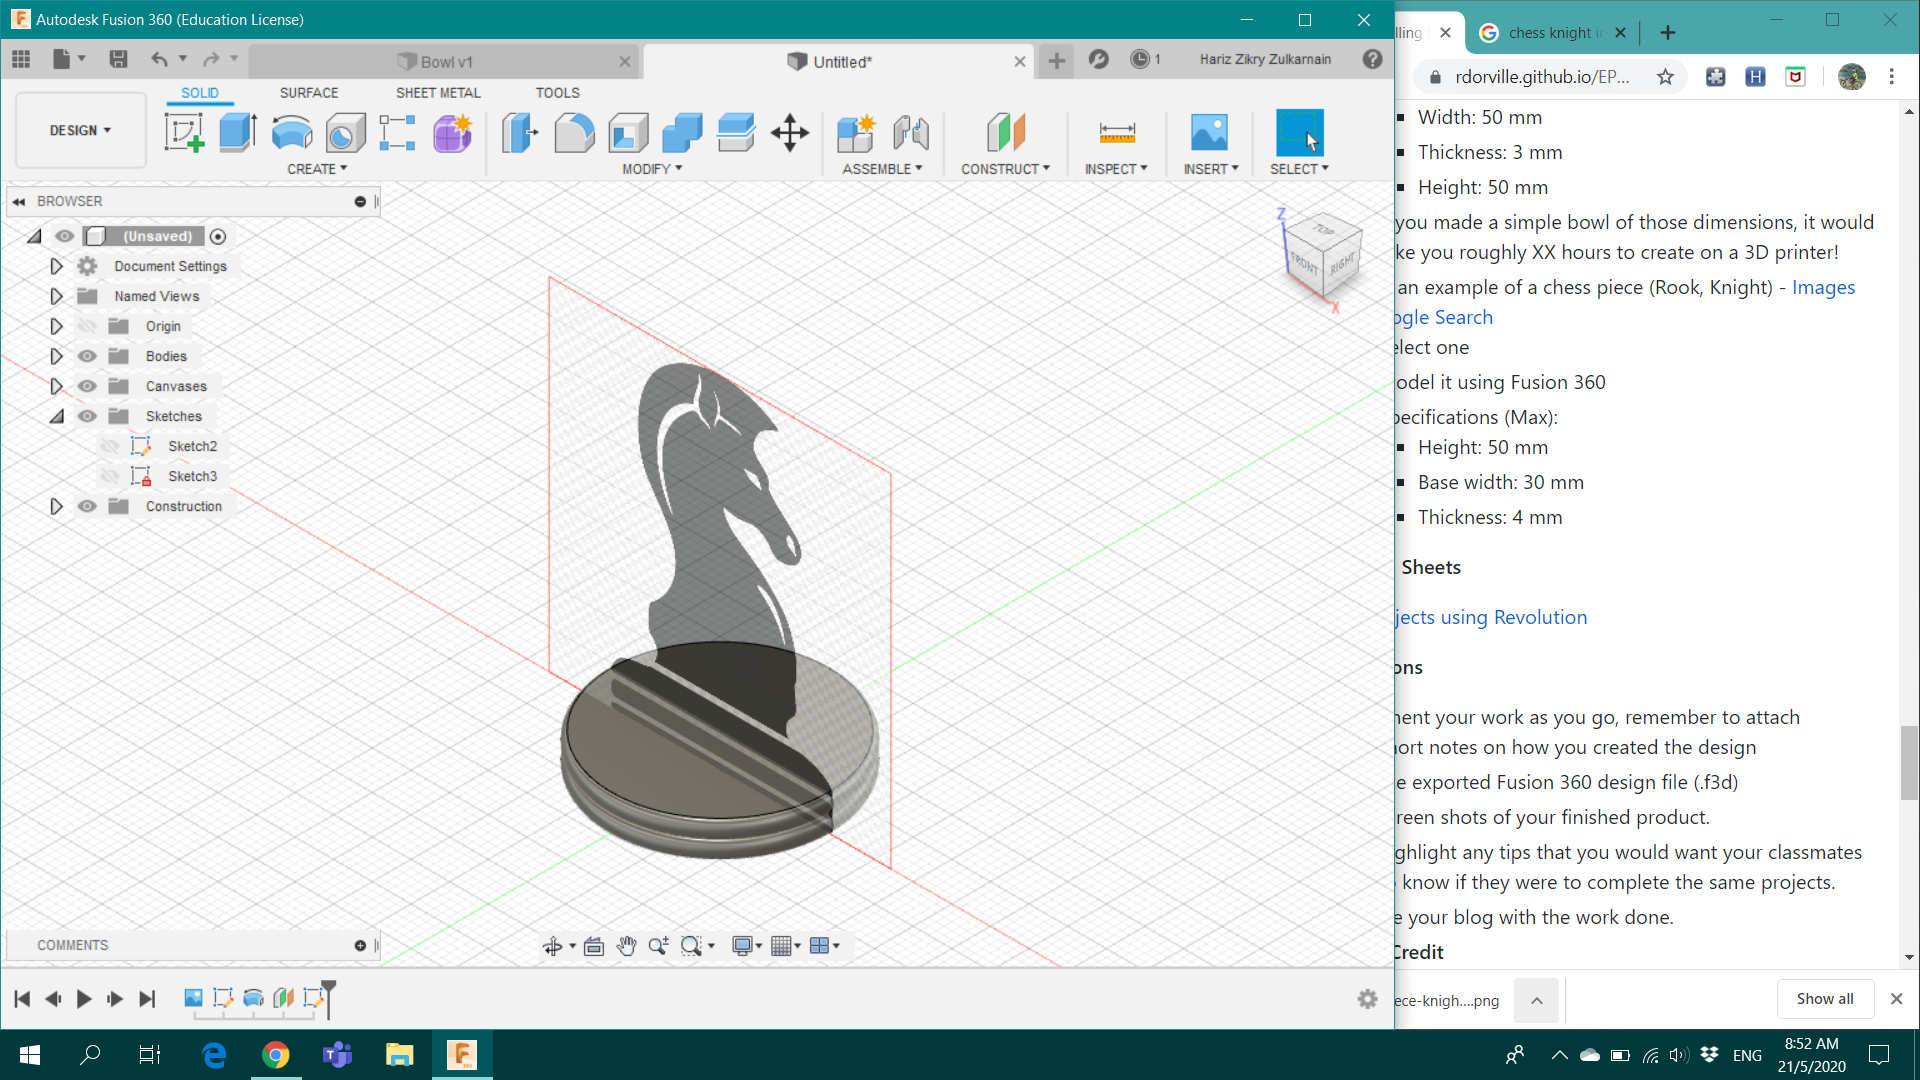 Autodesk Fusion 360 (Education License)
Bowl v1
Untitled*
1
Hariz Zikry Zulkarnain
DESIGN
SOLID
SURFACE
SHEET METAL
TOOLS
CREATE
MODIFY
ASSEMBLE
CONSTRUCT
INSPECT
INSERT
SELECT
BROWSER
(Unsaved)
Document Settings
Named Views
Origin
Bodies
Canvases
Sketches
Sketch2
Sketch3
Construction
Z
TOP
FRONT
RIGHT
X
COMMENTS
lling
chess knight i
rdorville.github.io/EP...
Width: 50 mm
Thickness: 3 mm
Height: 50 mm
you made a simple bowl of those dimensions, it would
ke you roughly XX hours to create on a 3D printer!
an example of a chess piece (Rook, Knight) - Images
ogle Search
elect one
odel it using Fusion 360
pecifications (Max):
Height: 50 mm
Base width: 30 mm
Thickness: 4 mm
Sheets
jects using Revolution
ons
nent your work as you go, remember to attach
hort notes on how you created the design
e exported Fusion 360 design file (.f3d)
reen shots of your finished product.
ghlight any tips that you would want your classmates
o know if they were to complete the same projects.
e your blog with the work done.
Credit
ece-knigh....png
Show all
ENG
8:52 AM
21/5/2020